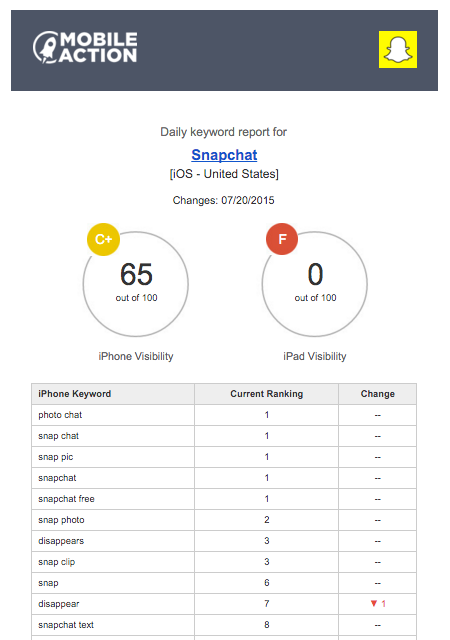 MOBILE
ACTION
Daily keyword report for
Snapchat
[iOS - United States]
Changes: 07/20/2015
C+
65
out of 100
iPhone Visibility
F
0
out of 100
iPad Visibility
iPhone Keyword Current Ranking Change
photo chat 1 --
snap chat 1 --
snap pic 1 --
snapchat 1 --
snapchat free 1 --
snap photo 2 --
disappears 3 --
snap clip 3 --
snap 6 --
disappear 7 ▼ 1
snapchat text 8 --